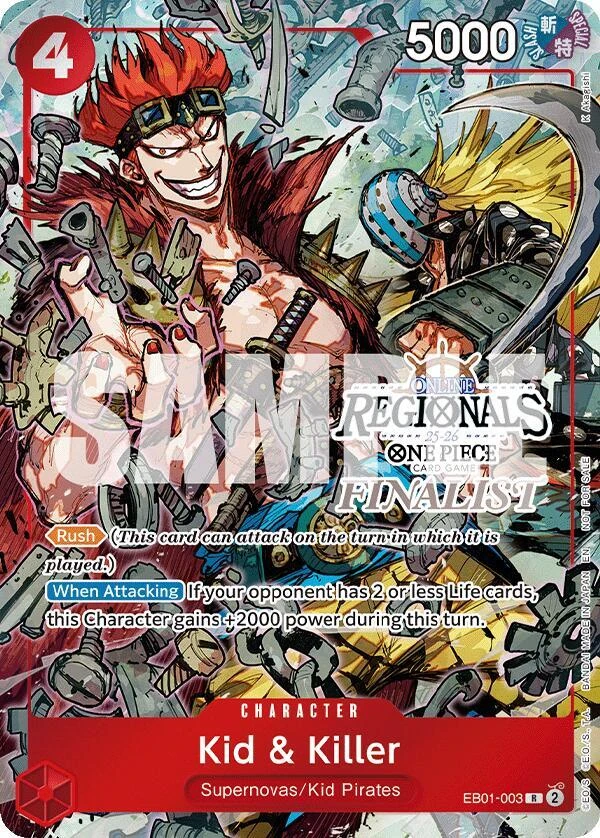 4
5000
斬
SLASH
特
SPECIAL
K Akagishi
SAMPLE
ONLINE
REGIONALS
25-26
ONE PIECE
CARD GAME
FINALIST
Rush (This card can attack on the turn in which it is
played.)
When Attacking If your opponent has 2 or less Life cards,
this Character gains +2000 power during this turn.
CHARACTER
Kid & Killer
Supernovas/Kid Pirates
EB01-003 R 2
BANDAI MADE IN JAPAN EN NOT FOR SALE